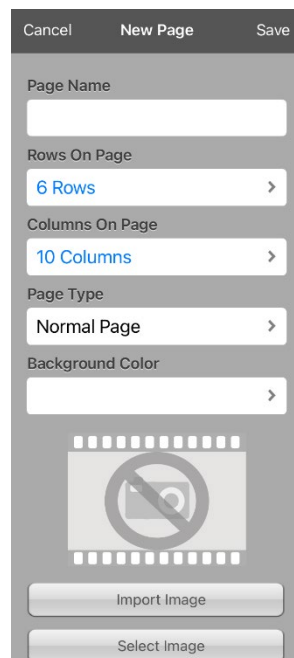 Cancel New Page Save
Page Name
Rows On Page
6 Rows
Columns On Page
10 Columns
Page Type
Normal Page
Background Color
Import Image
Select Image